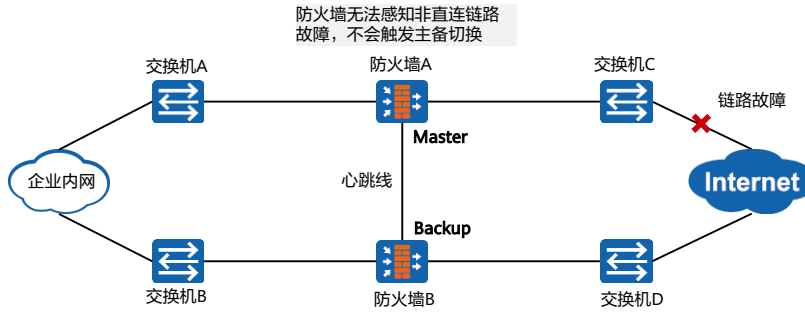 防火墙无法感知非直连链路
故障，不会触发主备切换
交换机A
防火墙A
交换机C
链路故障
Master
企业内网
心跳线
Internet
Backup
交换机B
防火墙B
交换机D